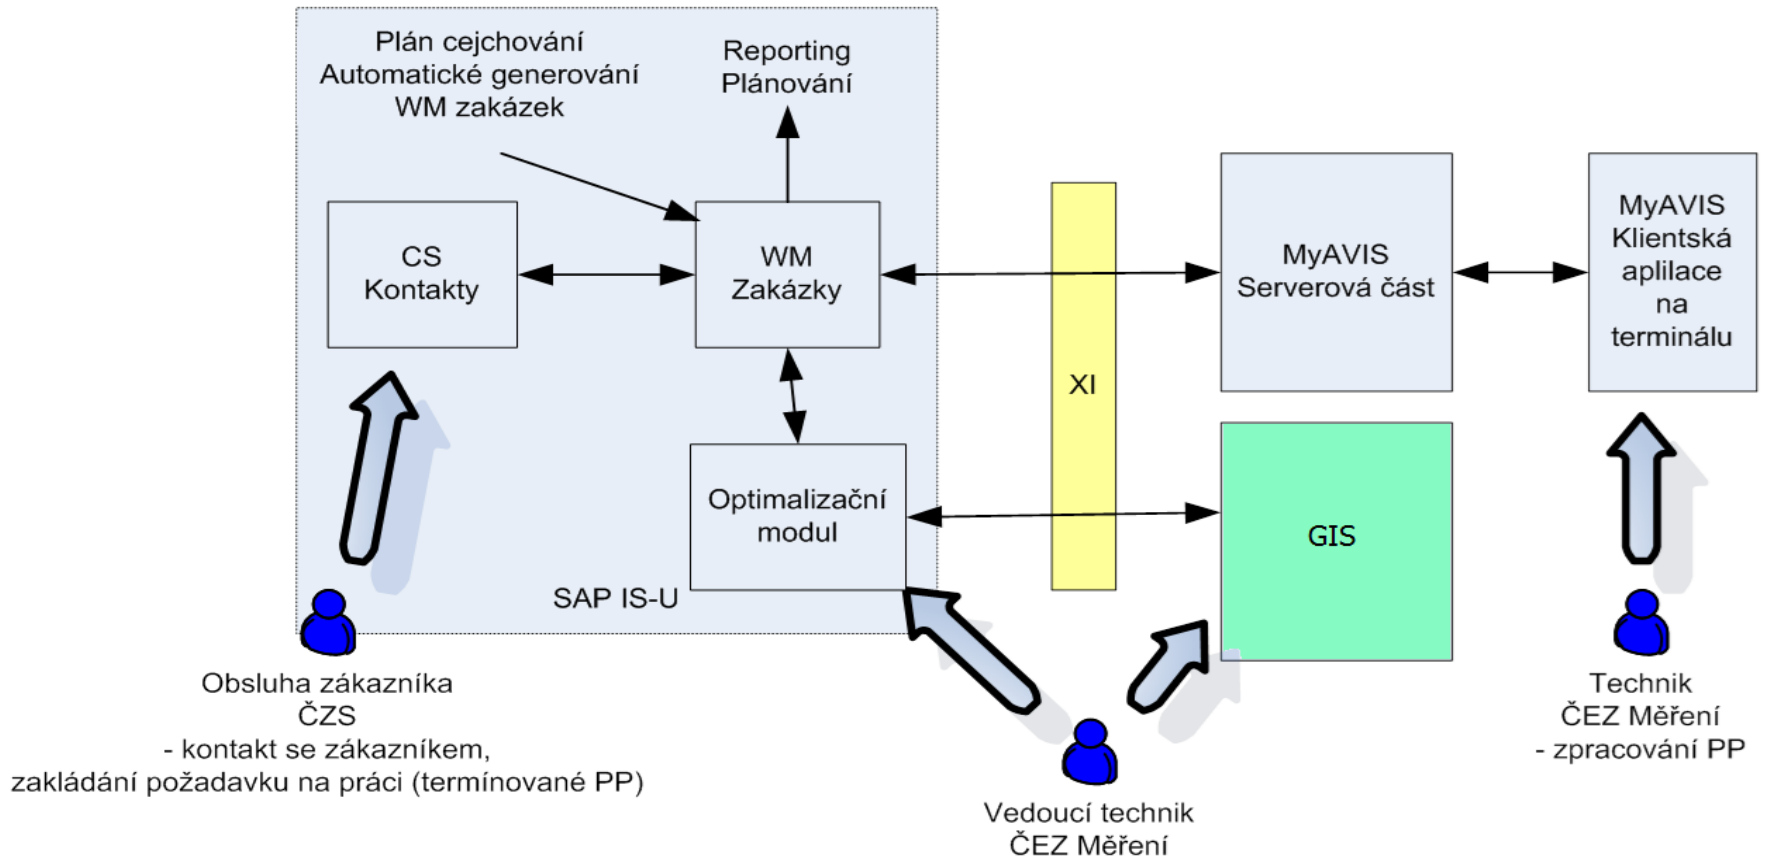 Plán cejchování
Automatické generování
WM zakázek
Reporting
Plánování
CS
Kontakty
WM
Zakázky
XI
MyAVIS
Serverová část
MyAVIS
Klientská
aplilace
na
terminálu
Optimalizační
modul
GIS
SAP IS-U
Obsluha zákazníka
ČZS
- kontakt se zákazníkem,
zakládání požadavku na práci (termínované PP)
Vedoucí technik
ČEZ Měření
Technik
ČEZ Měření
- zpracování PP